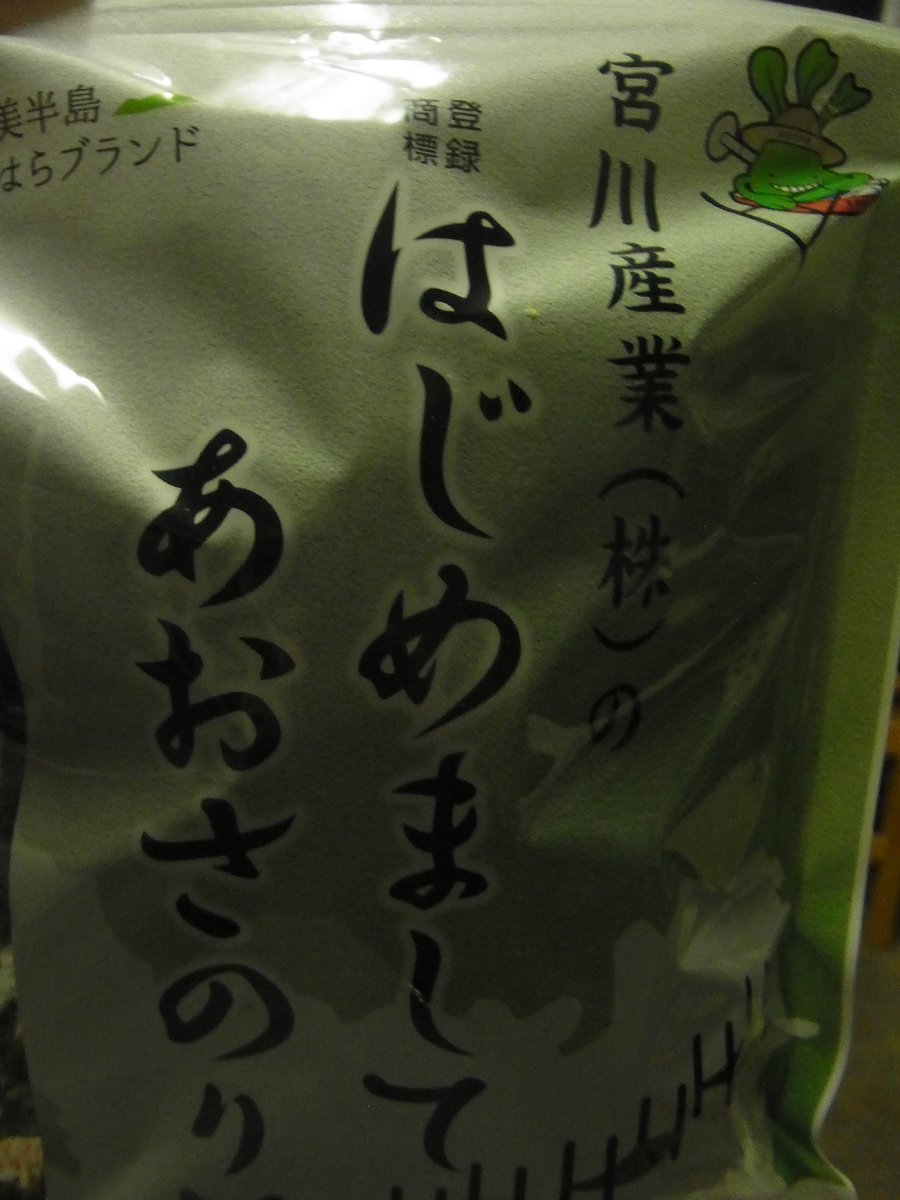 宮川産業(株)の
登録
商標
はじめまして
あおさのり
美半島
はらブランド